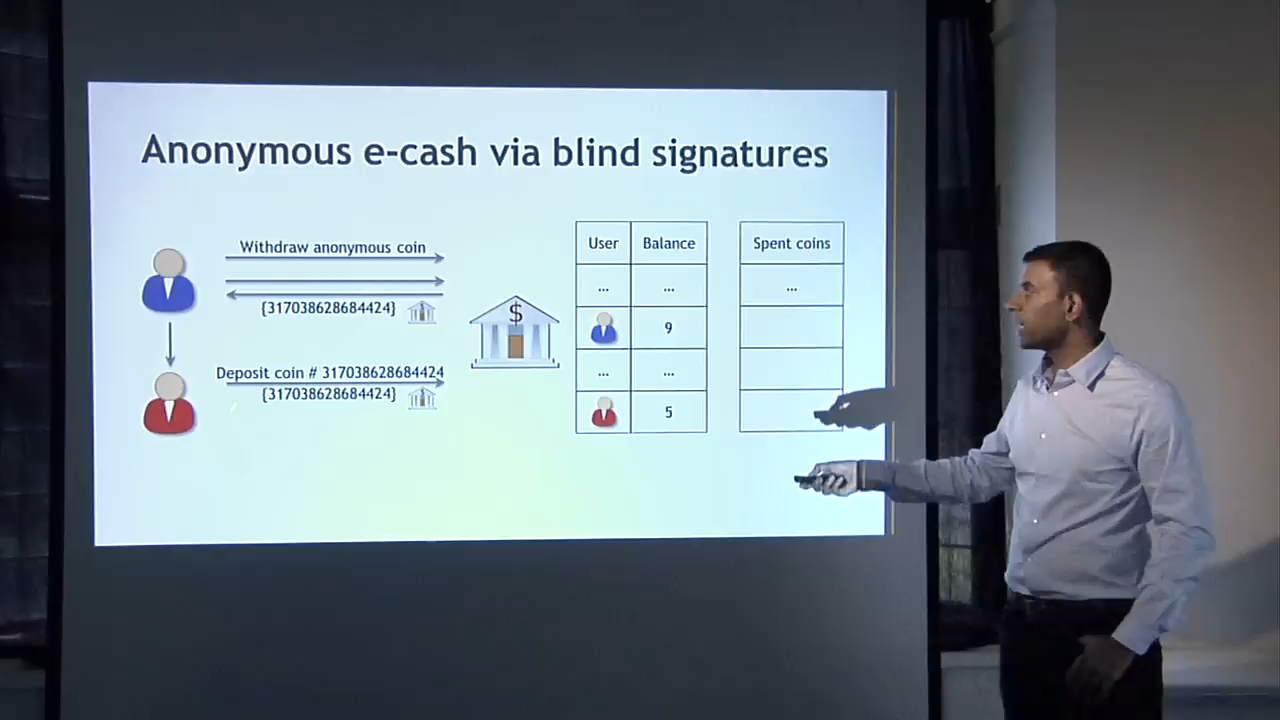 Anonymous e-cash via blind signatures
Withdraw anonymous coin
{317038628684424}
Deposit coin # 317038628684424
{317038628684424}
$
User Balance
... ...
9
... ...
5
Spent coins
...